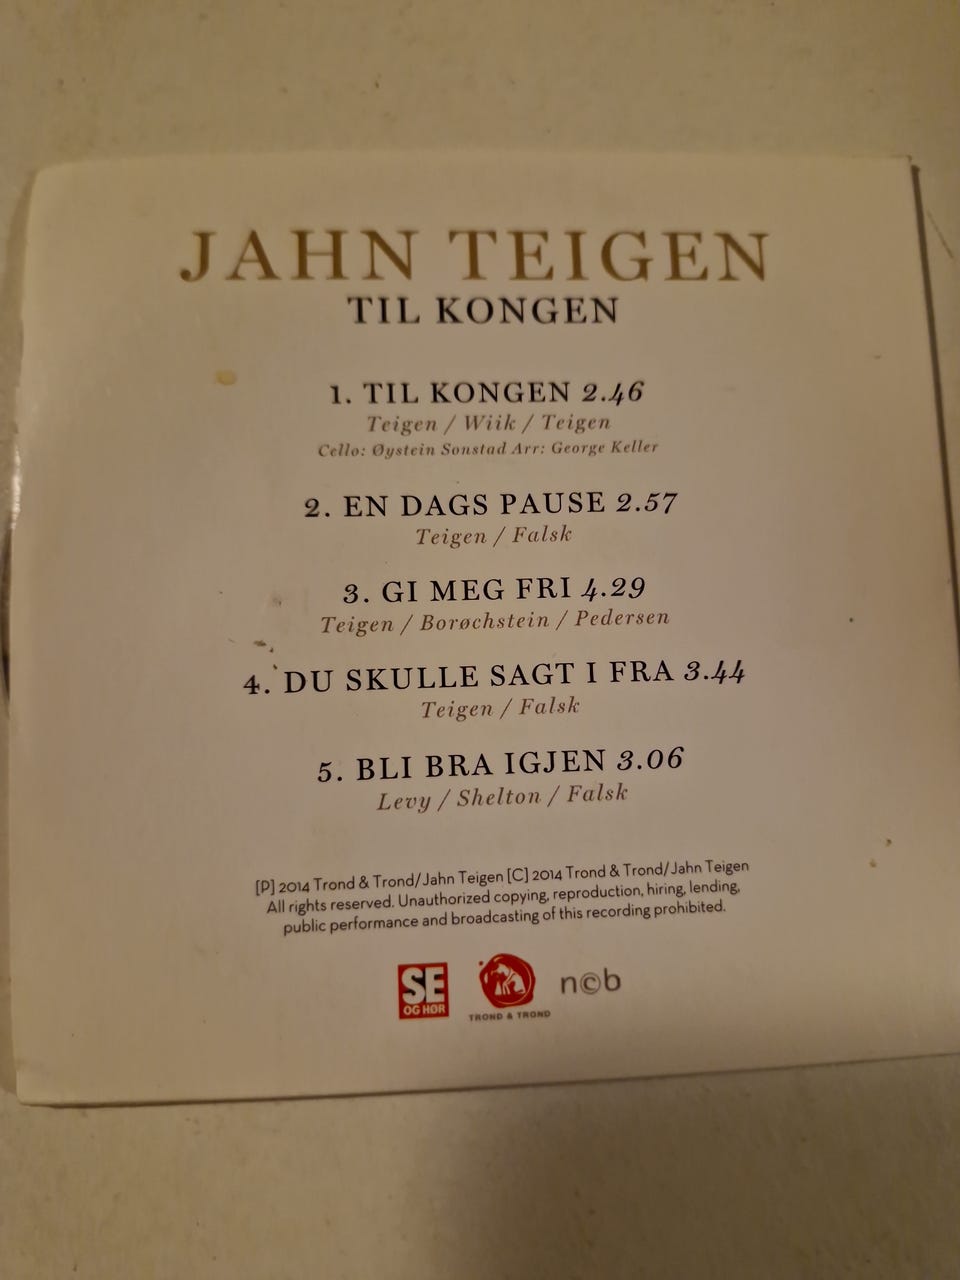 JAHN TEIGEN
TIL KONGEN
1. TIL KONGEN 2.46
Teigen / Wiik / Teigen
Cello: Øystein Sonstad Arr: George Keller
2. EN DAGS PAUSE 2.57
Teigen / Falsk
3. GI MEG FRI 4.29
Teigen / Borøchstein / Pedersen
4. DU SKULLE SAGT I FRA 3.44
Teigen / Falsk
5. BLI BRA IGJEN 3.06
Levy / Shelton / Falsk
[P] 2014 Trond & Trond/Jahn Teigen [C] 2014 Trond & Trond/Jahn Teigen
All rights reserved. Unauthorized copying, reproduction, hiring, lending,
public performance and broadcasting of this recording prohibited.
SE
OG HØR
TROND & TROND
n©b